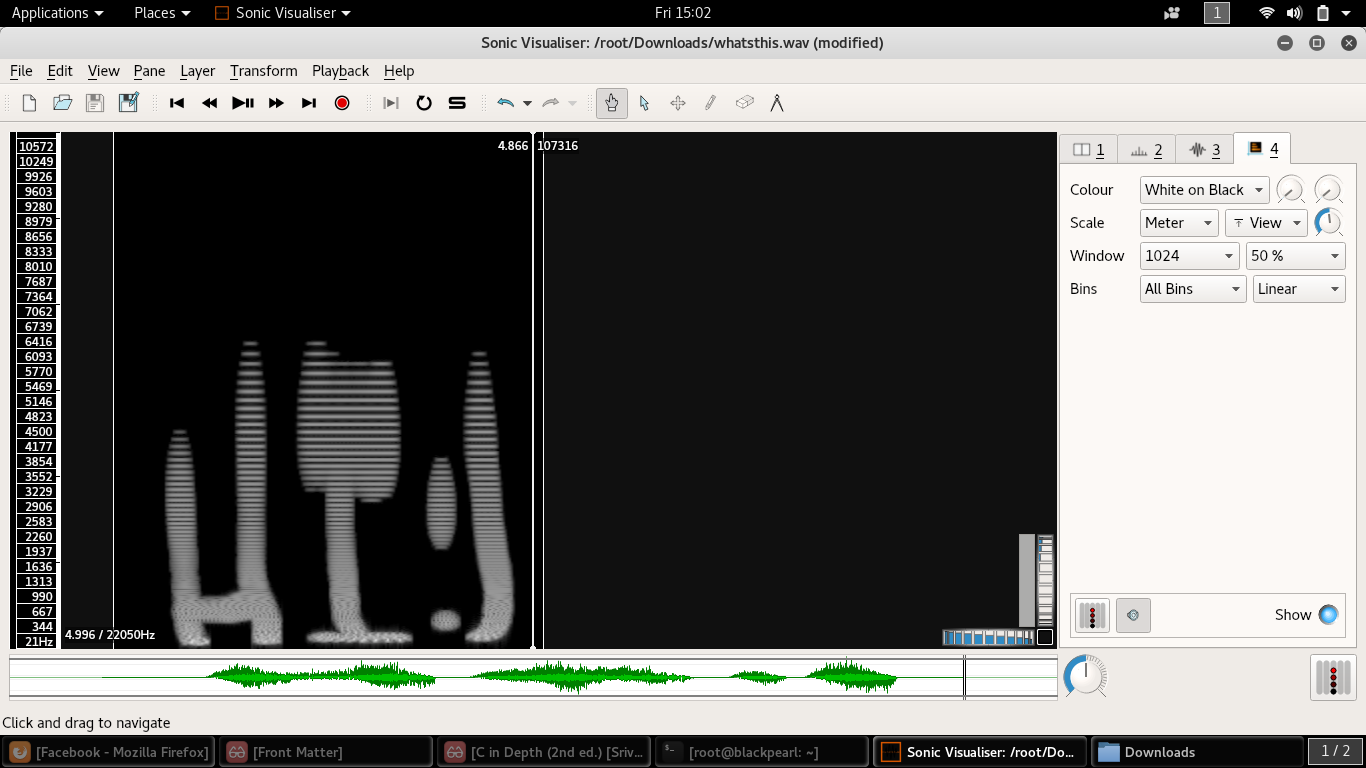 Applications Places Sonic Visualiser Fri 15:02 1
Sonic Visualiser: /root/Downloads/whatsthis.wav (modified)
File Edit View Pane Layer Transform Playback Help
4.866 107316
10572
10249
9926
9603
9280
8979
8656
8333
8010
7687
7364
7062
6739
6416
6093
5770
5469
5146
4823
4500
4177
3854
3552
3229
2906
2583
2260
1937
1636
1313
990
667
344
21Hz
4.996 / 22050Hz
1 2 3 4
Colour White on Black
Scale Meter View
Window 1024 50 %
Bins All Bins Linear
Show
Click and drag to navigate
[Facebook - Mozilla Firefox] [Front Matter] [C in Depth (2nd ed.) [Sriv... [root@blackpearl: ~] Sonic Visualiser: /root/Do... Downloads 1 / 2